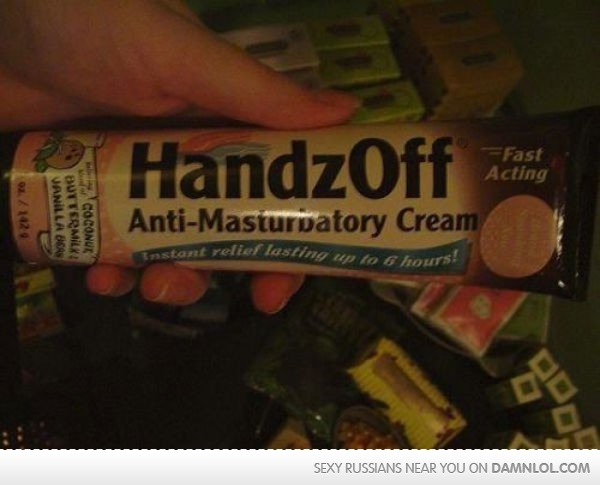 HandzOff®
Fast
Acting
Anti-Masturbatory Cream
Instant relief lasting up to 6 hours!
COCONUT
BUTTERMILK &
SEXY RUSSIANS NEAR YOU ON DAMNLOL.COM